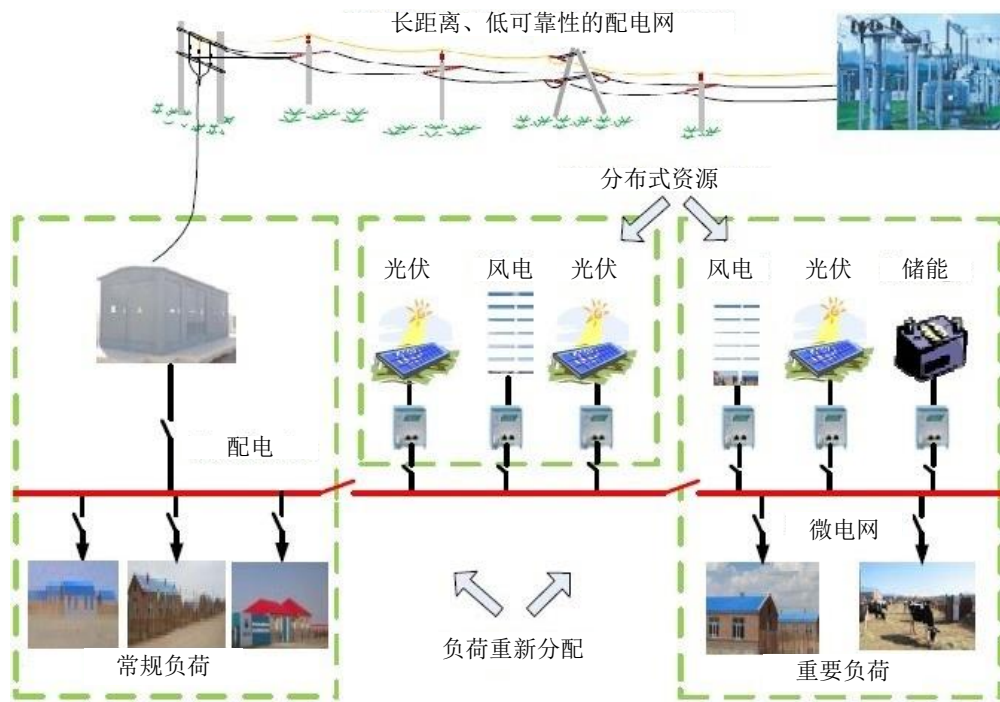 长距离、低可靠性的配电网
分布式资源
光伏
风电
光伏
风电
光伏
储能
配电
微电网
常规负荷
负荷重新分配
重要负荷